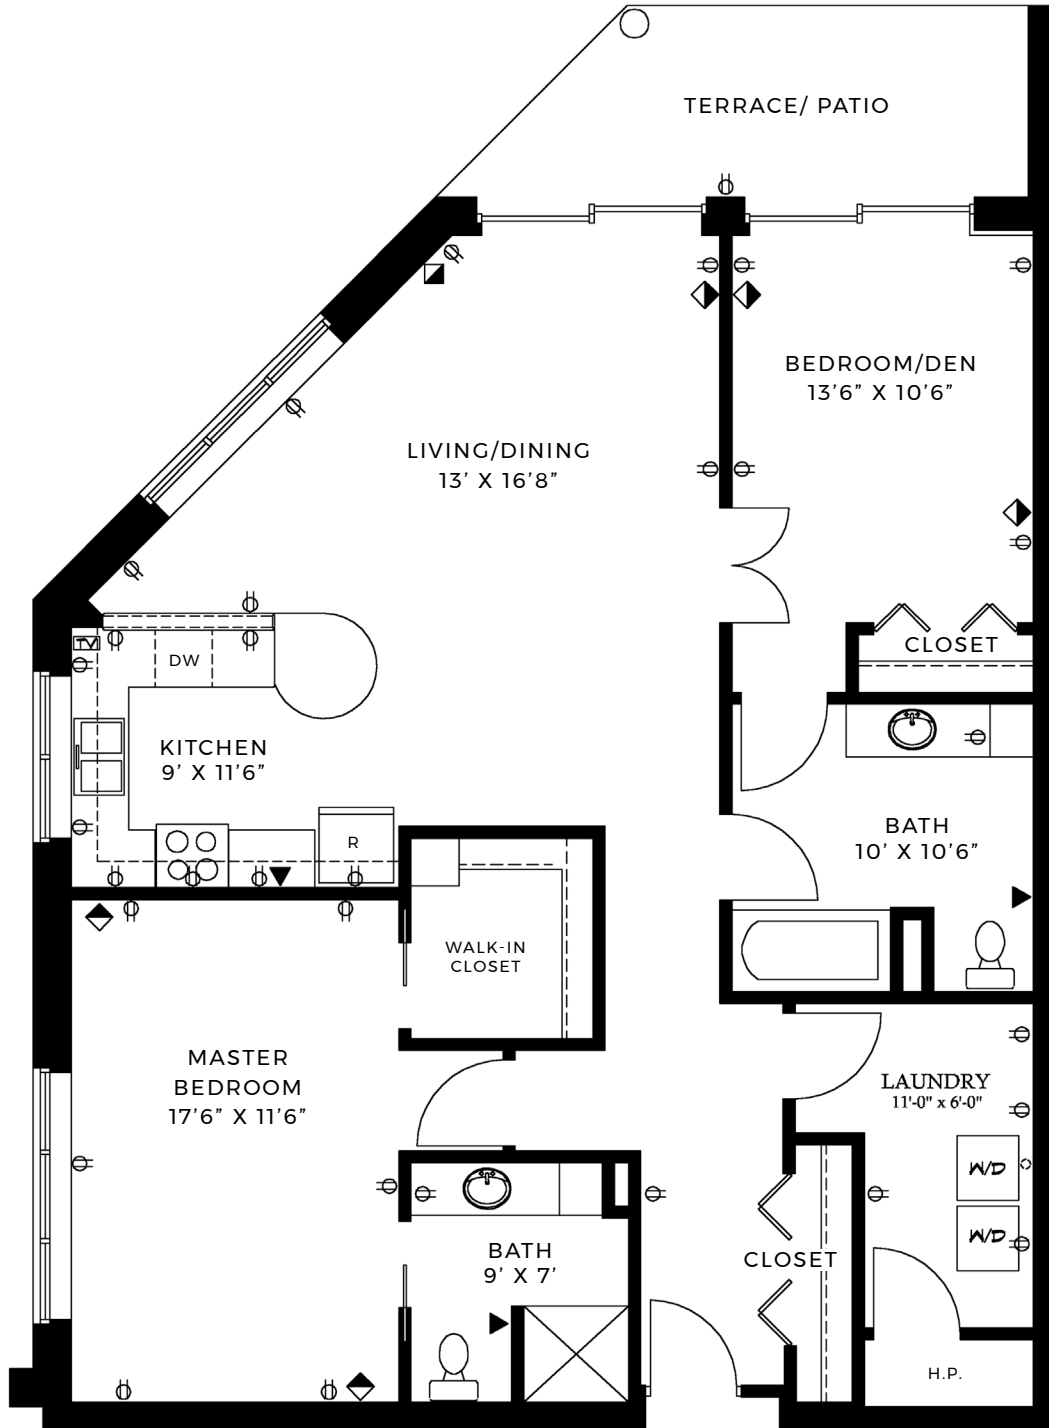 TERRACE/ PATIO
BEDROOM/DEN
13’6” X 10’6”
LIVING/DINING
13’ X 16’8”
CLOSET
TV
DW
KITCHEN
9’ X 11’6”
R
BATH
10’ X 10’6”
WALK-IN
CLOSET
MASTER
BEDROOM
17’6” X 11’6”
LAUNDRY
11'-0" x 6'-0"
W/D
W/D
BATH
9’ X 7’
CLOSET
H.P.